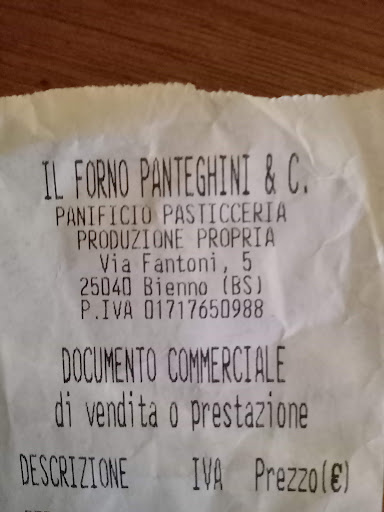 IL FORNO PANTEGHINI & C.
PANIFICIO PASTICCERIA
PRODUZIONE PROPRIA
Via Fantoni, 5
25040 Bienno (BS)
P.IVA 01717650988
DOCUMENTO COMMERCIALE
di vendita o prestazione
DESCRIZIONE IVA Prezzo(€)